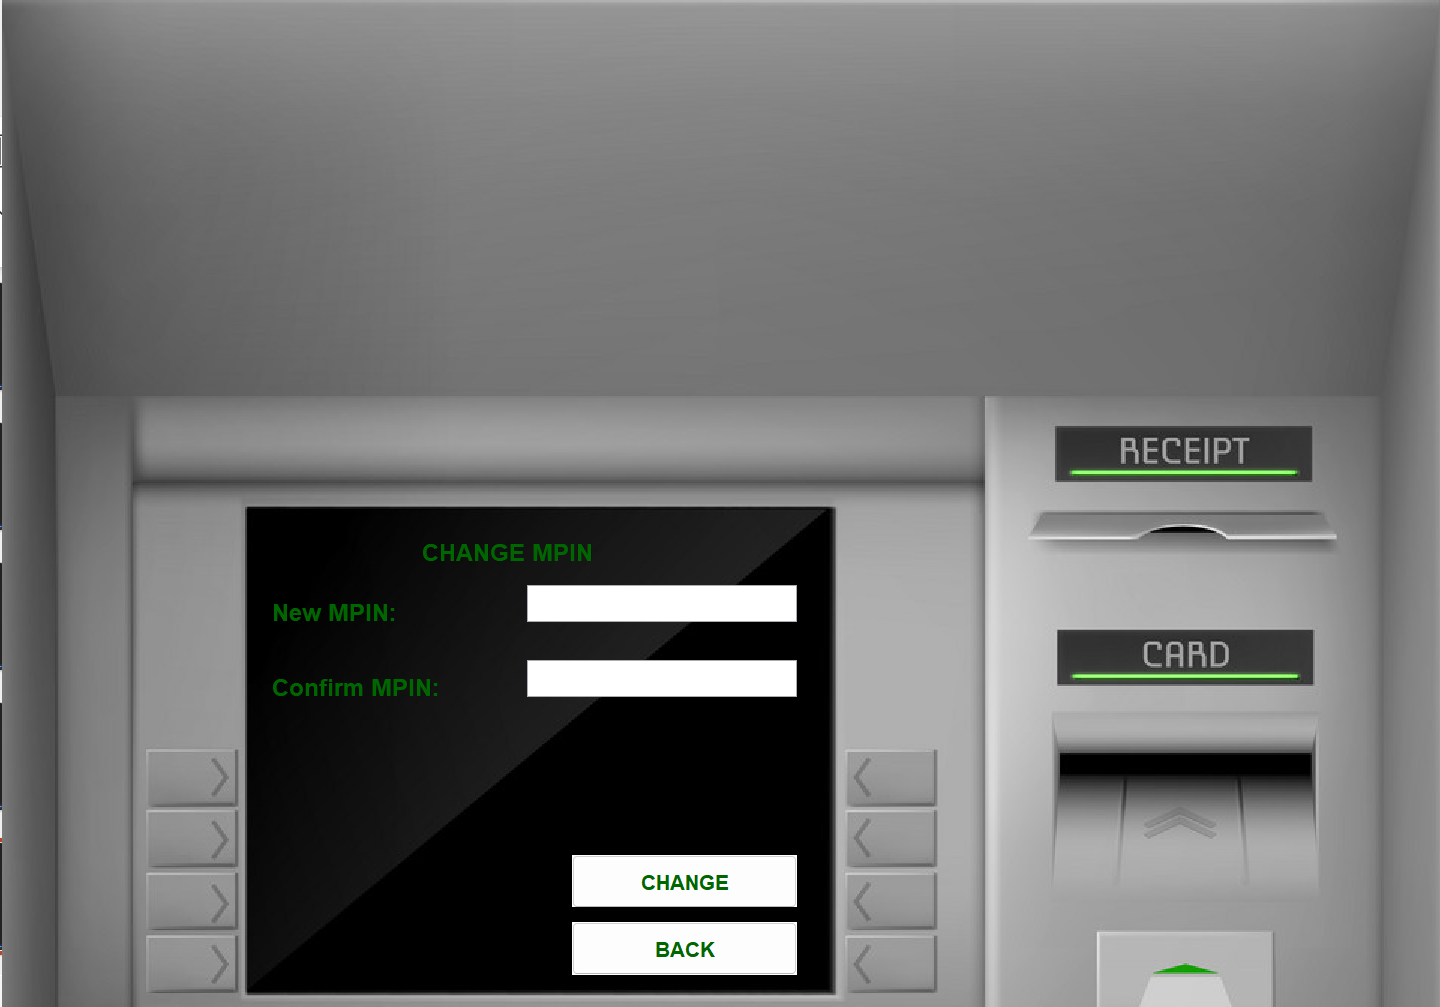 RECEIPT
CHANGE MPIN
New MPIN:
CARD
Confirm MPIN:
CHANGE
BACK